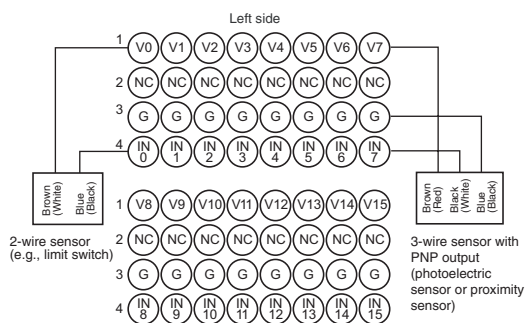 Left side
1 V0 V1 V2 V3 V4 V5 V6 V7
2 NC NC NC NC NC NC NC NC
3 G G G G G G G G
4 IN 0 IN 1 IN 2 IN 3 IN 4 IN 5 IN 6 IN 7
Brown (White)
Blue (Black)
Brown (Red)
Black (White)
Blue (Black)
2-wire sensor
(e.g., limit switch)
3-wire sensor with
PNP output
(photoelectric
sensor or proximity
sensor)
1 V8 V9 V10 V11 V12 V13 V14 V15
2 NC NC NC NC NC NC NC NC
3 G G G G G G G G
4 IN 8 IN 9 IN 10 IN 11 IN 12 IN 13 IN 14 IN 15